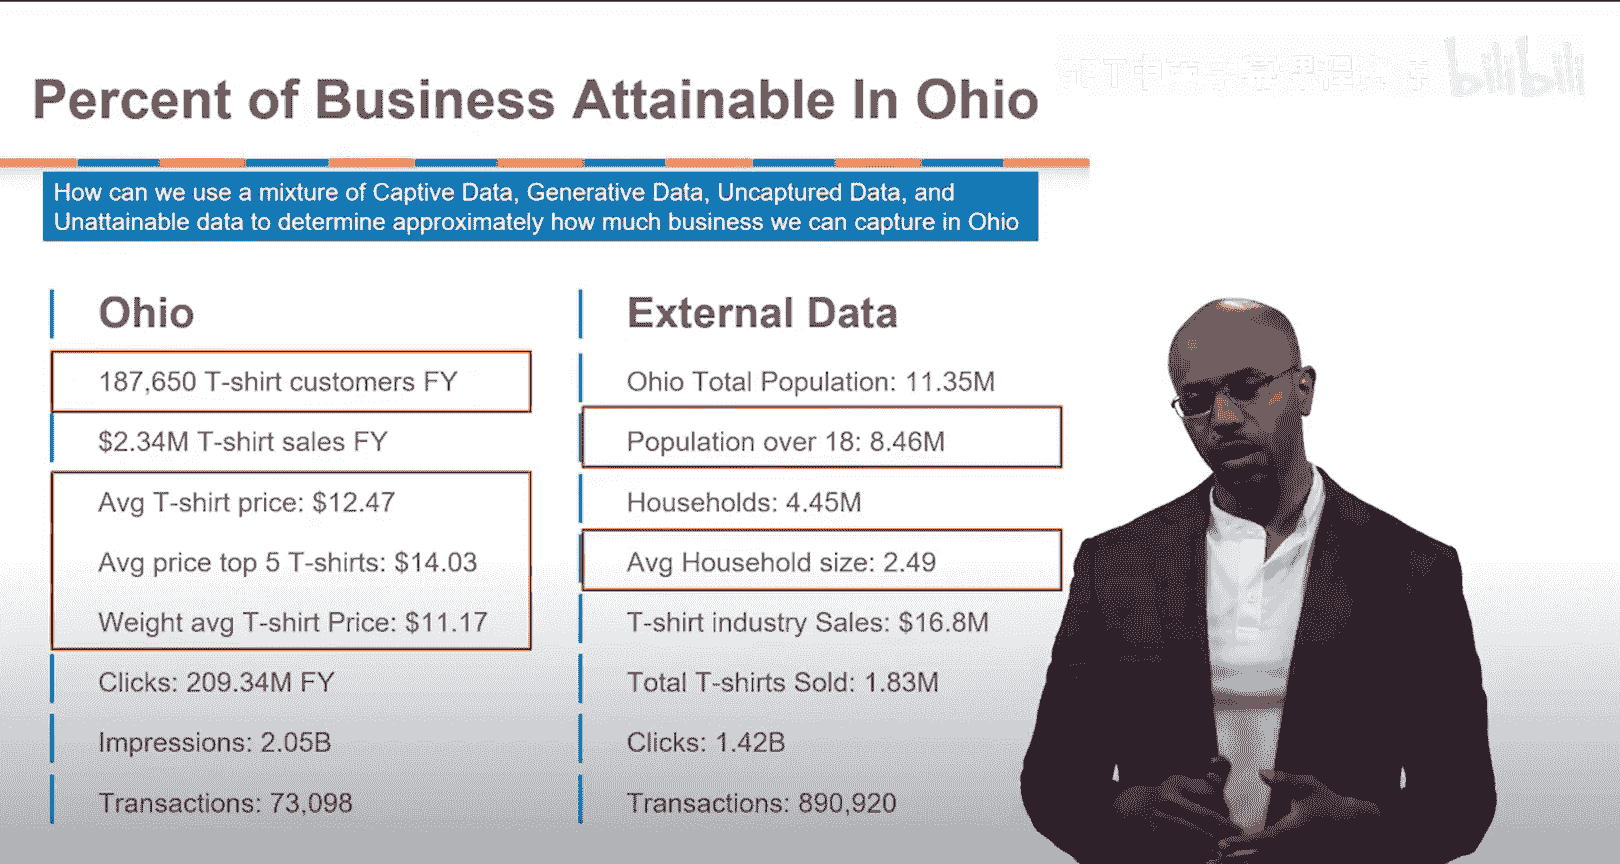 Percent of Business Attainable In Ohio
bilibili
How can we use a mixture of Captive Data, Generative Data, Uncaptured Data, and
Unattainable data to determine approximately how much business we can capture in Ohio
Ohio
187,650 T-shirt customers FY
$2.34M T-shirt sales FY
Avg T-shirt price: $12.47
Avg price top 5 T-shirts: $14.03
Weight avg T-shirt Price: $11.17
Clicks: 209.34M FY
Impressions: 2.05B
Transactions: 73,098
External Data
Ohio Total Population: 11.35M
Population over 18: 8.46M
Households: 4.45M
Avg Household size: 2.49
T-shirt industry Sales: $16.8M
Total T-shirts Sold: 1.83M
Clicks: 1.42B
Transactions: 890,920